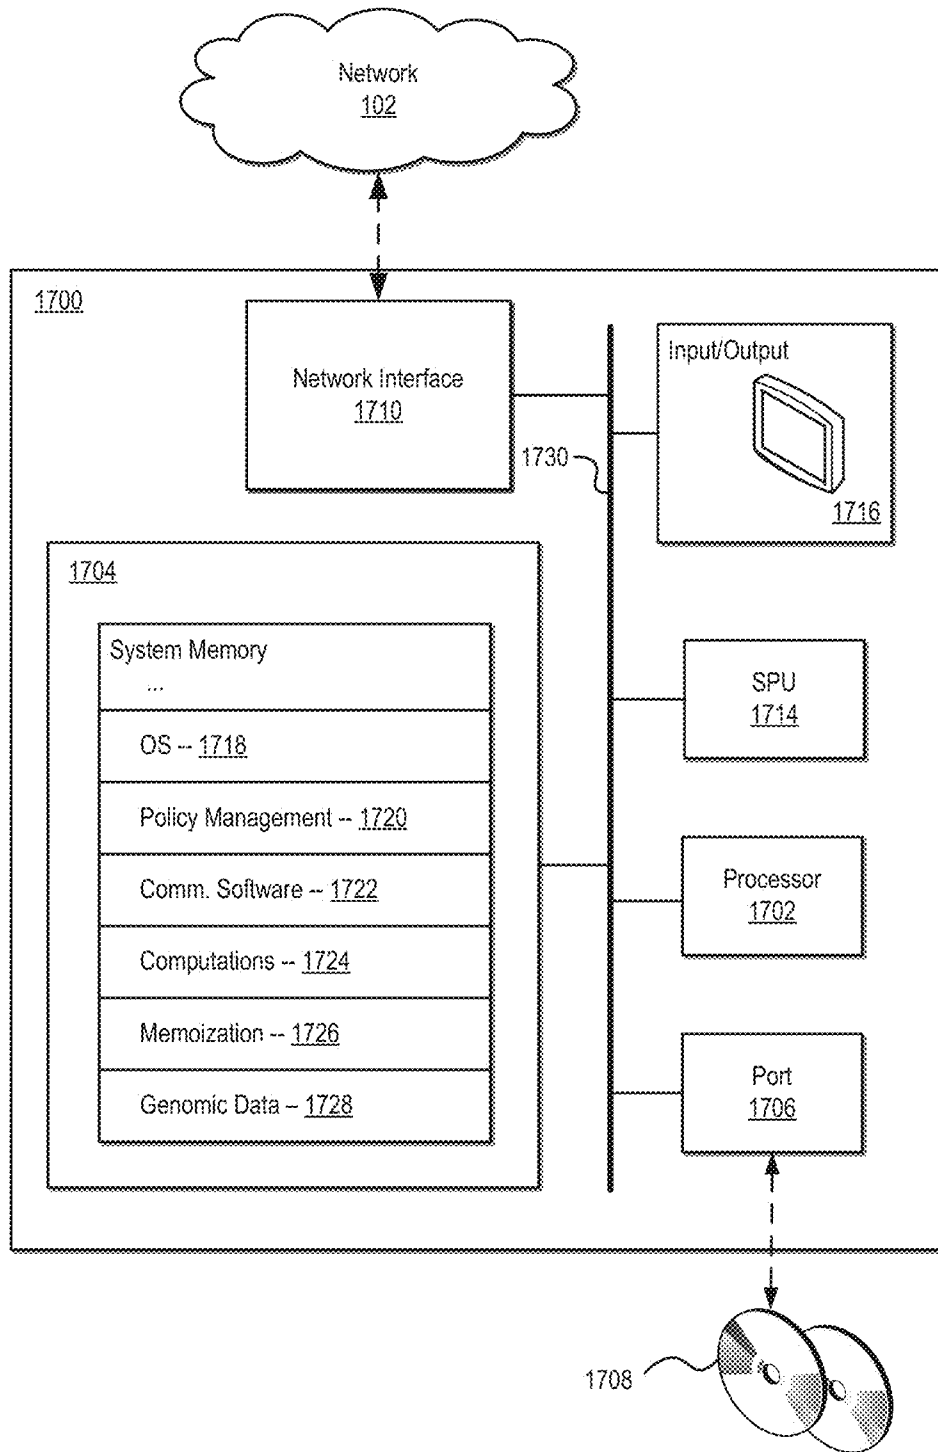 Network
102
1700
Network Interface
1710
Input/Output
1716
1730
1704
System Memory
...
OS -- 1718
Policy Management -- 1720
Comm. Software -- 1722
Computations -- 1724
Memoization -- 1726
Genomic Data -- 1728
SPU
1714
Processor
1702
Port
1706
1708